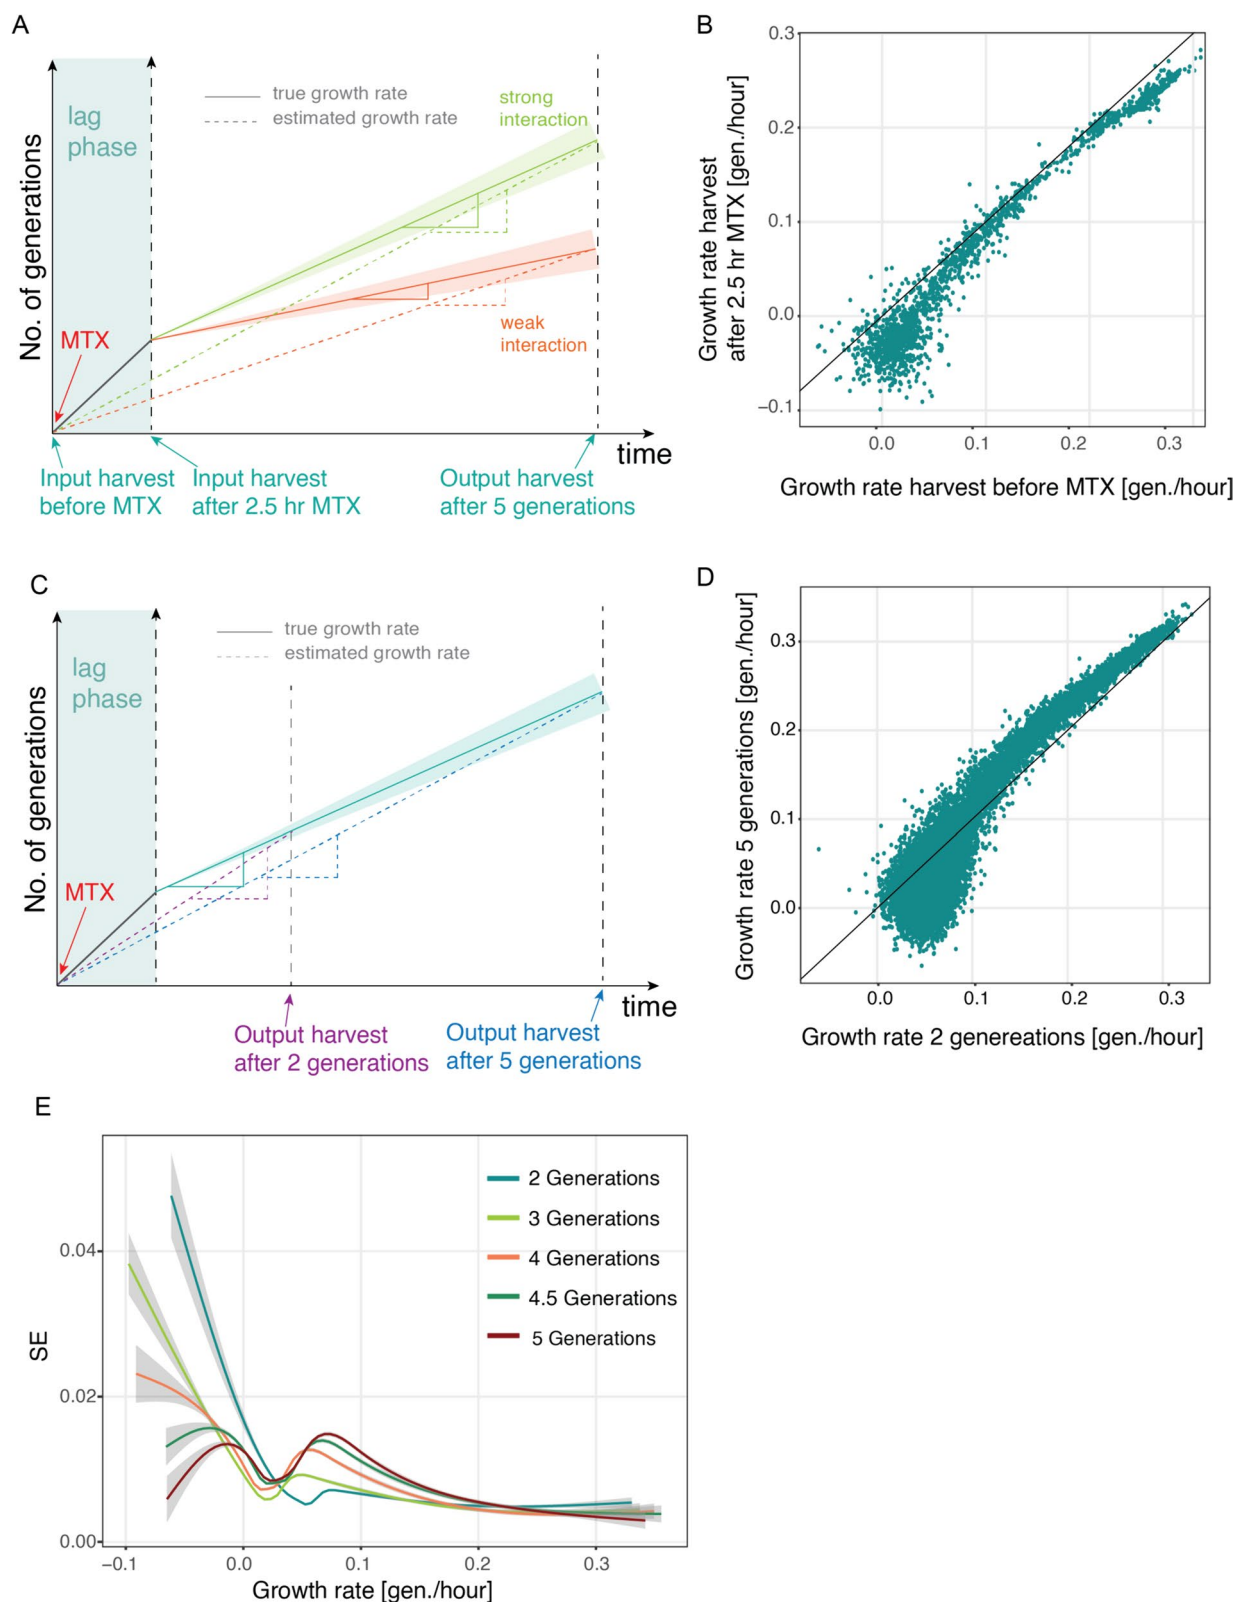 A
lag
phase
true growth rate
estimated growth rate
strong
interaction
weak
interaction
MTX
No. of generations
time
Input harvest
before MTX
Input harvest
after 2.5 hr MTX
Output harvest
after 5 generations
B
0.3
0.2
0.1
0.0
−0.1
0.0
0.1
0.2
0.3
Growth rate harvest
after 2.5 hr MTX [gen./hour]
Growth rate harvest before MTX [gen./hour]
C
lag
phase
true growth rate
estimated growth rate
MTX
No. of generations
time
Output harvest
after 2 generations
Output harvest
after 5 generations
D
0.3
0.2
0.1
0.0
0.0
0.1
0.2
0.3
Growth rate 5 generations [gen./hour]
Growth rate 2 genereations [gen./hour]
E
2 Generations
3 Generations
4 Generations
4.5 Generations
5 Generations
0.04
0.02
0.00
SE
−0.1
0.0
0.1
0.2
0.3
Growth rate [gen./hour]